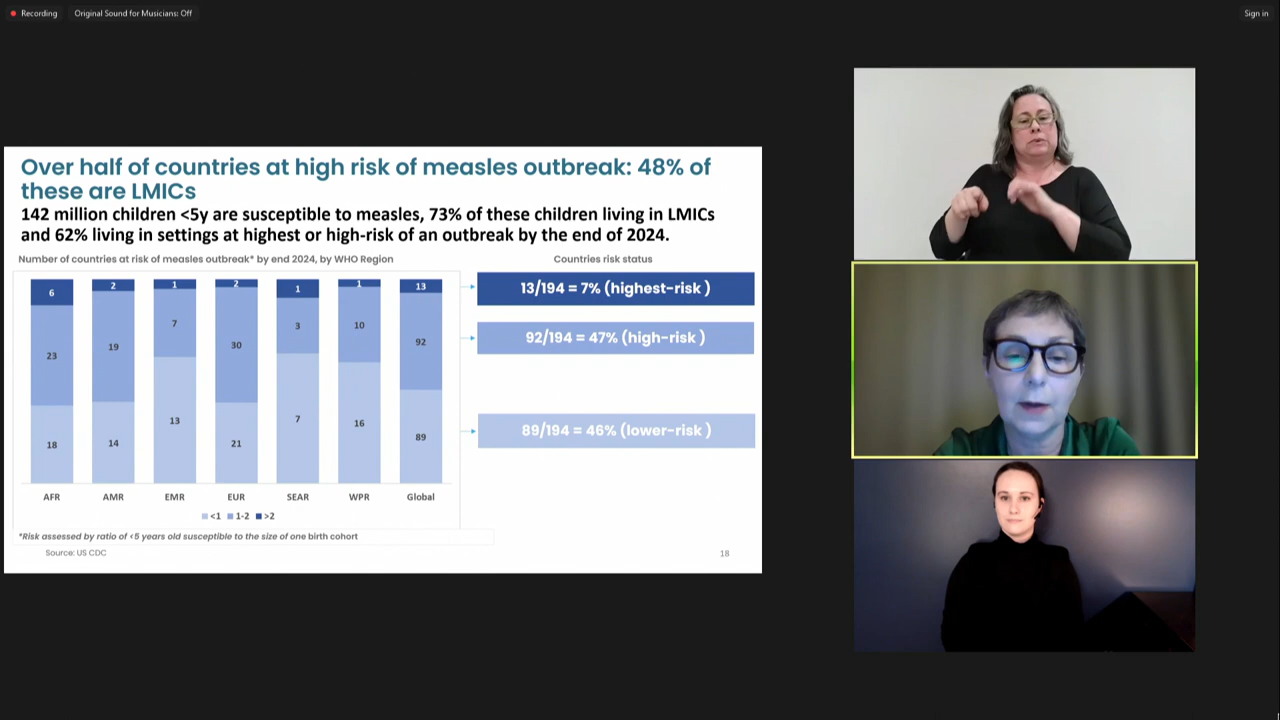 Recording
Original Sound for Musicians: Off
Sign in
Over half of countries at high risk of measles outbreak: 48% of
these are LMICs
142 million children <5y are susceptible to measles, 73% of these children living in LMICs
and 62% living in settings at highest or high-risk of an outbreak by the end of 2024.
Number of countries at risk of measles outbreak* by end 2024, by WHO Region
Countries risk status
6 2 1 2 1 1 13
23 19 7 30 3 10 92
18 14 13 21 7 16 89
13/194 = 7% (highest-risk )
92/194 = 47% (high-risk )
89/194 = 46% (lower-risk )
AFR AMR EMR EUR SEAR WPR Global
<1 1-2 >2
*Risk assessed by ratio of <5 years old susceptible to the size of one birth cohort
Source: US CDC
18